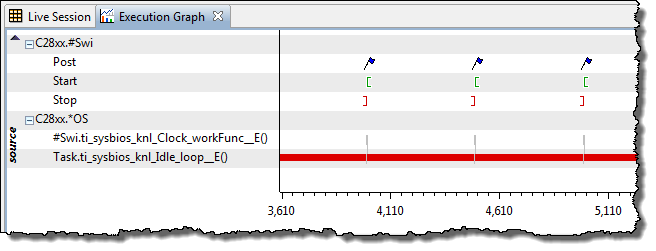 Live Session Execution Graph
C28xx.#Swi
Post
Start
Stop
C28xx.*OS
#Swi.ti_sysbios_knl_Clock_workFunc__E()
Task.ti_sysbios_knl_Idle_loop__E()
source
3,610 4,110 4,610 5,110